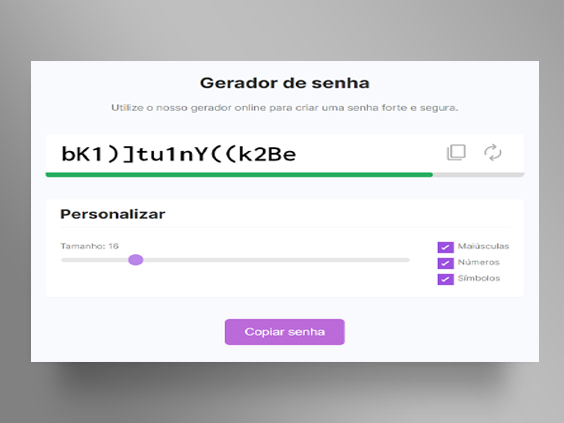 Gerador de senha
Utilize o nosso gerador online para criar uma senha forte e segura.
bK1)]tu1nY((k2Be
Personalizar
Tamanho: 16
Maiúsculas
Números
Símbolos
Copiar senha